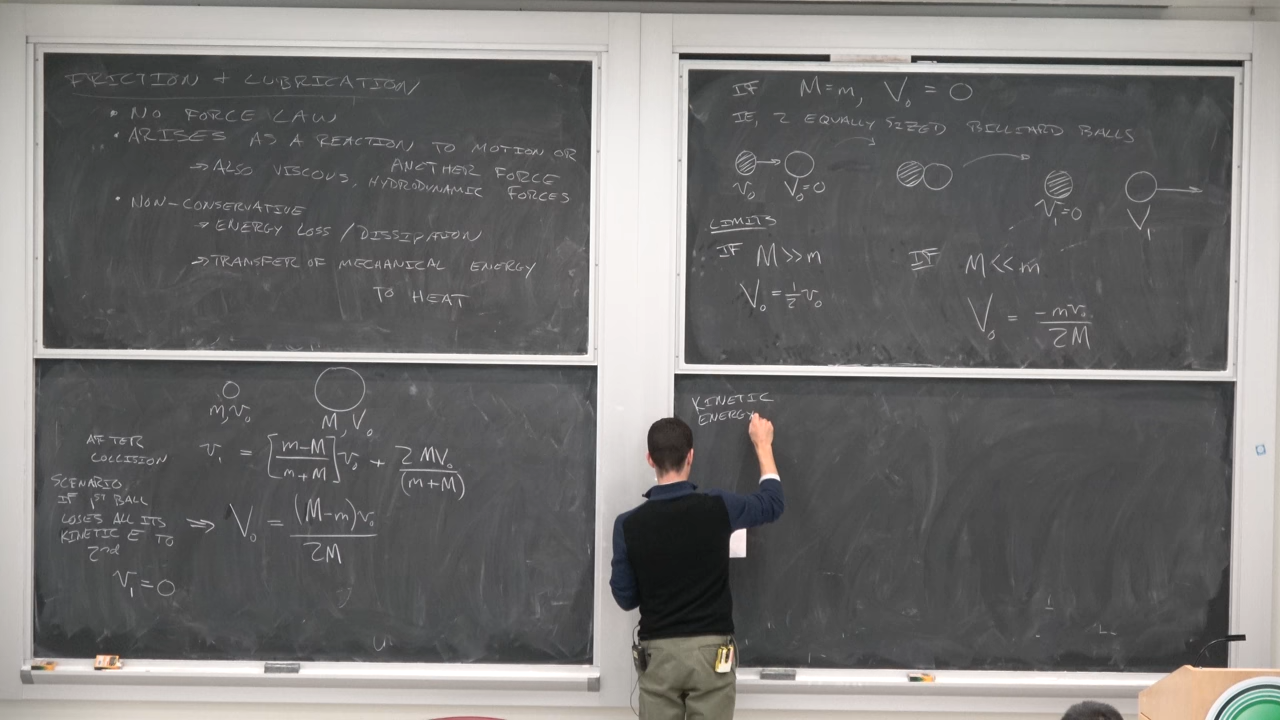 FRICTION + LUBRICATION
• NO FORCE LAW
• ARISES AS A REACTION TO MOTION OR
ANOTHER FORCE
→ ALSO VISCOUS, HYDRODYNAMIC FORCES
• NON-CONSERVATIVE
→ ENERGY LOSS / DISSIPATION
→ TRANSFER OF MECHANICAL ENERGY
TO HEAT
m, v₀
M, V₀
AFTER
COLLISION
v₁ = [m-M / m+M] v₀ + 2MV₀ / (m+M)
SCENARIO
IF 1ST BALL
LOSES ALL ITS
KINETIC E TO
2nd
⇒ V₀ = (M-m)v₀ / 2M
v₁ = 0
IF M=m, V₀ = 0
IE, 2 EQUALLY SIZED BILLIARD BALLS
v₀ V₀=0
v₁=0 V₁
LIMITS
IF M>>m
V₀ = ½ v₀
IF M<<m
V₀ = -mv₀ / 2M
KINETIC
ENERGY